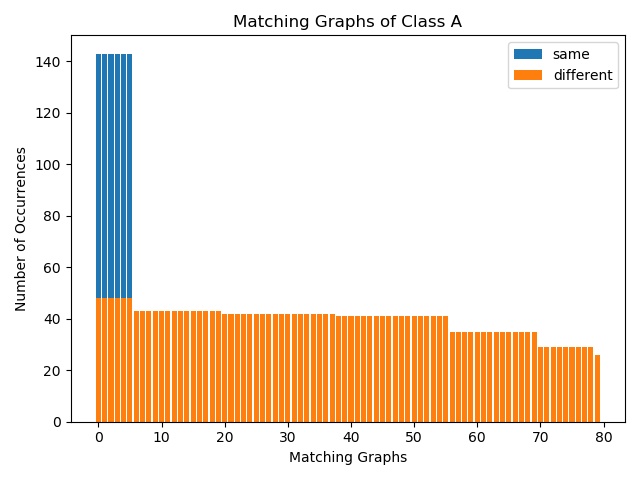 Matching Graphs of Class A
same
different
Number of Occurrences
140
120
100
80
60
40
20
0
0 10 20 30 40 50 60 70 80
Matching Graphs